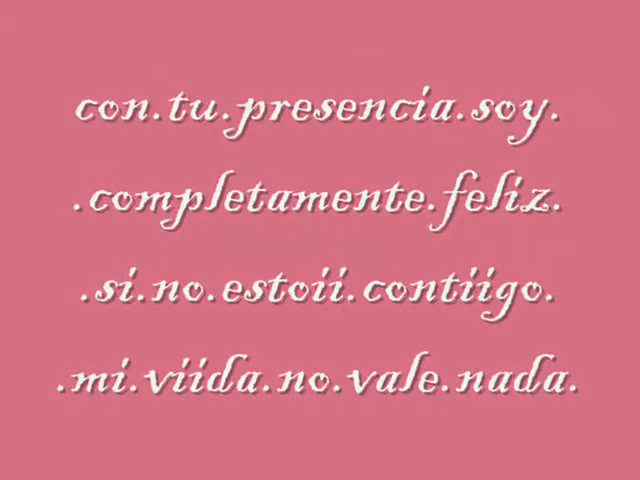 con.tu.presencia.soy.
.completamente.feliz.
.si.no.estoii.contiigo.
.mi.viida.no.vale.nada.